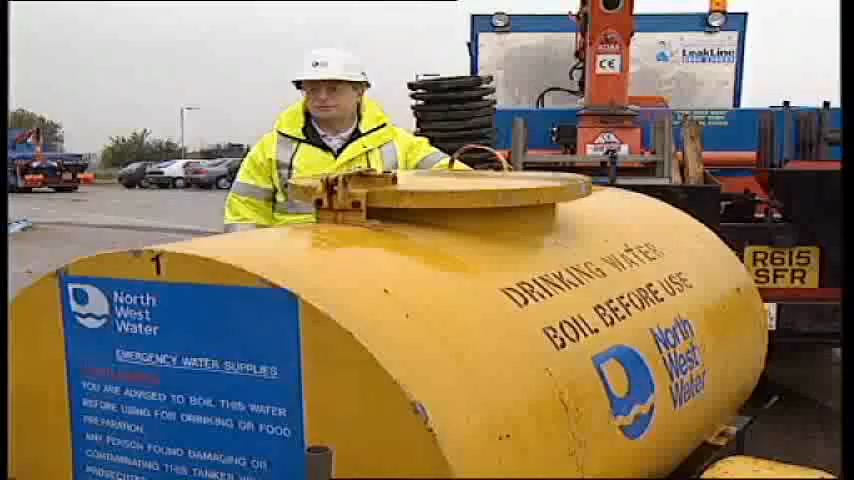 LeakLine
CE
R615
SFR
DRINKING WATER
BOIL BEFORE USE
North
West
Water
North
West
Water
EMERGENCY WATER SUPPLIES
YOU ARE ADVISED TO BOIL THIS WATER
BEFORE USING FOR DRINKING OR FOOD
PREPARATION.
ANY PERSON FOUND DAMAGING OR
CONTAMINATING THIS TANKER
PROSECUTED